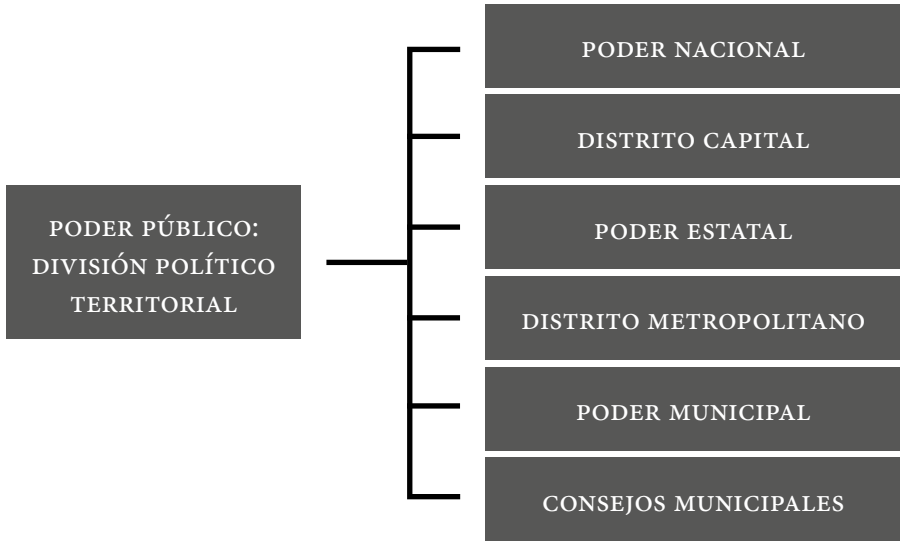 PODER PÚBLICO:
DIVISIÓN POLÍTICO
TERRITORIAL
PODER NACIONAL
DISTRITO CAPITAL
PODER ESTATAL
DISTRITO METROPOLITANO
PODER MUNICIPAL
CONSEJOS MUNICIPALES